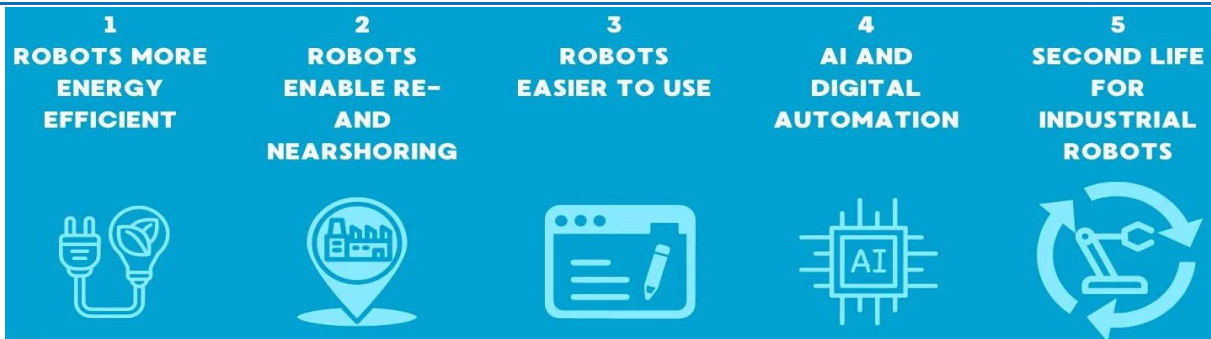 1
ROBOTS MORE
ENERGY
EFFICIENT
2
ROBOTS
ENABLE RE-
AND
NEARSHORING
3
ROBOTS
EASIER TO USE
4
AI AND
DIGITAL
AUTOMATION
AI
5
SECOND LIFE
FOR
INDUSTRIAL
ROBOTS